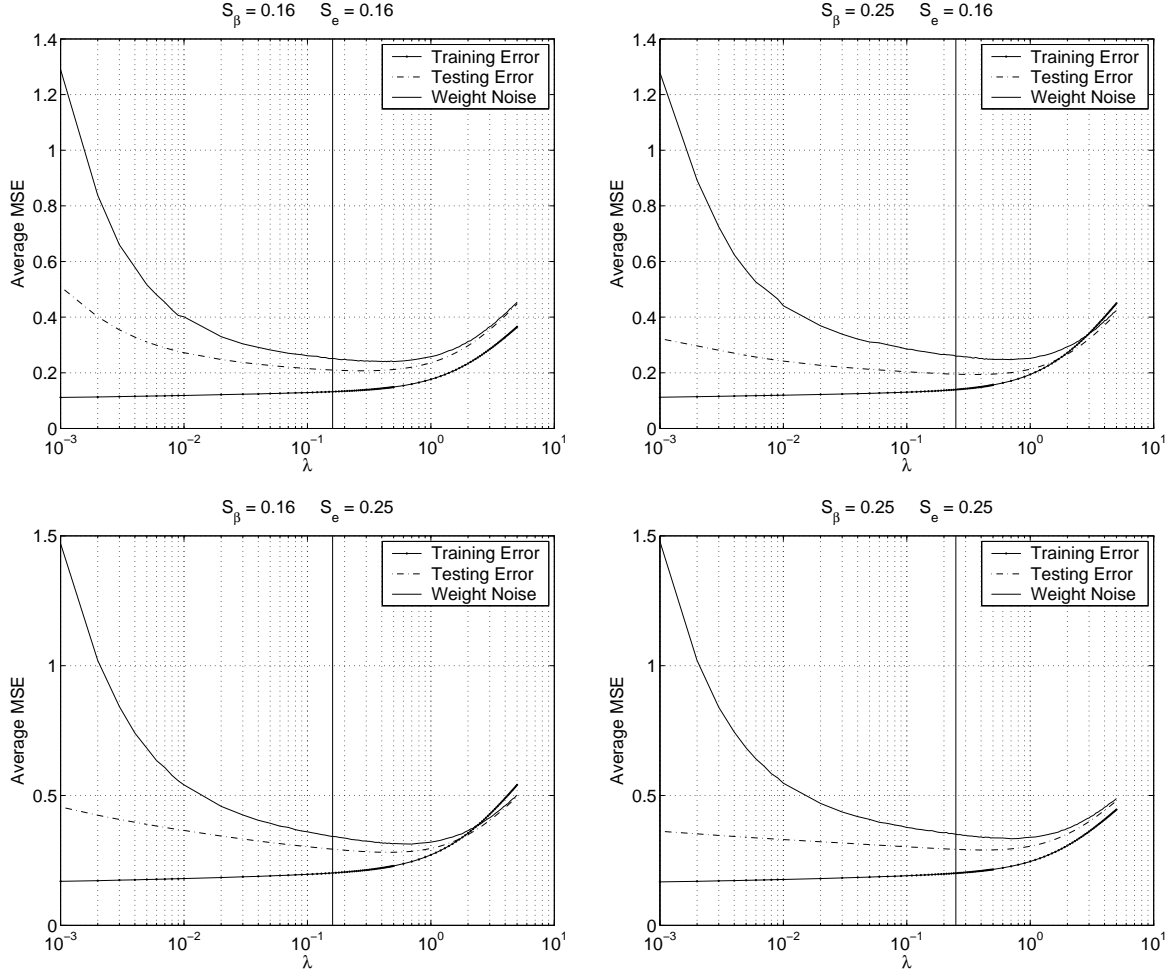 S_β = 0.16 S_e = 0.16
1.4
1.2
1
0.8
0.6
0.4
0.2
0
Average MSE
Training Error
Testing Error
Weight Noise
10^-3
10^-2
10^-1
10^0
10^1
λ
S_β = 0.25 S_e = 0.16
1.4
1.2
1
0.8
0.6
0.4
0.2
0
Average MSE
Training Error
Testing Error
Weight Noise
10^-3
10^-2
10^-1
10^0
10^1
λ
S_β = 0.16 S_e = 0.25
1.5
1
0.5
0
Average MSE
Training Error
Testing Error
Weight Noise
10^-3
10^-2
10^-1
10^0
10^1
λ
S_β = 0.25 S_e = 0.25
1.5
1
0.5
0
Average MSE
Training Error
Testing Error
Weight Noise
10^-3
10^-2
10^-1
10^0
10^1
λ